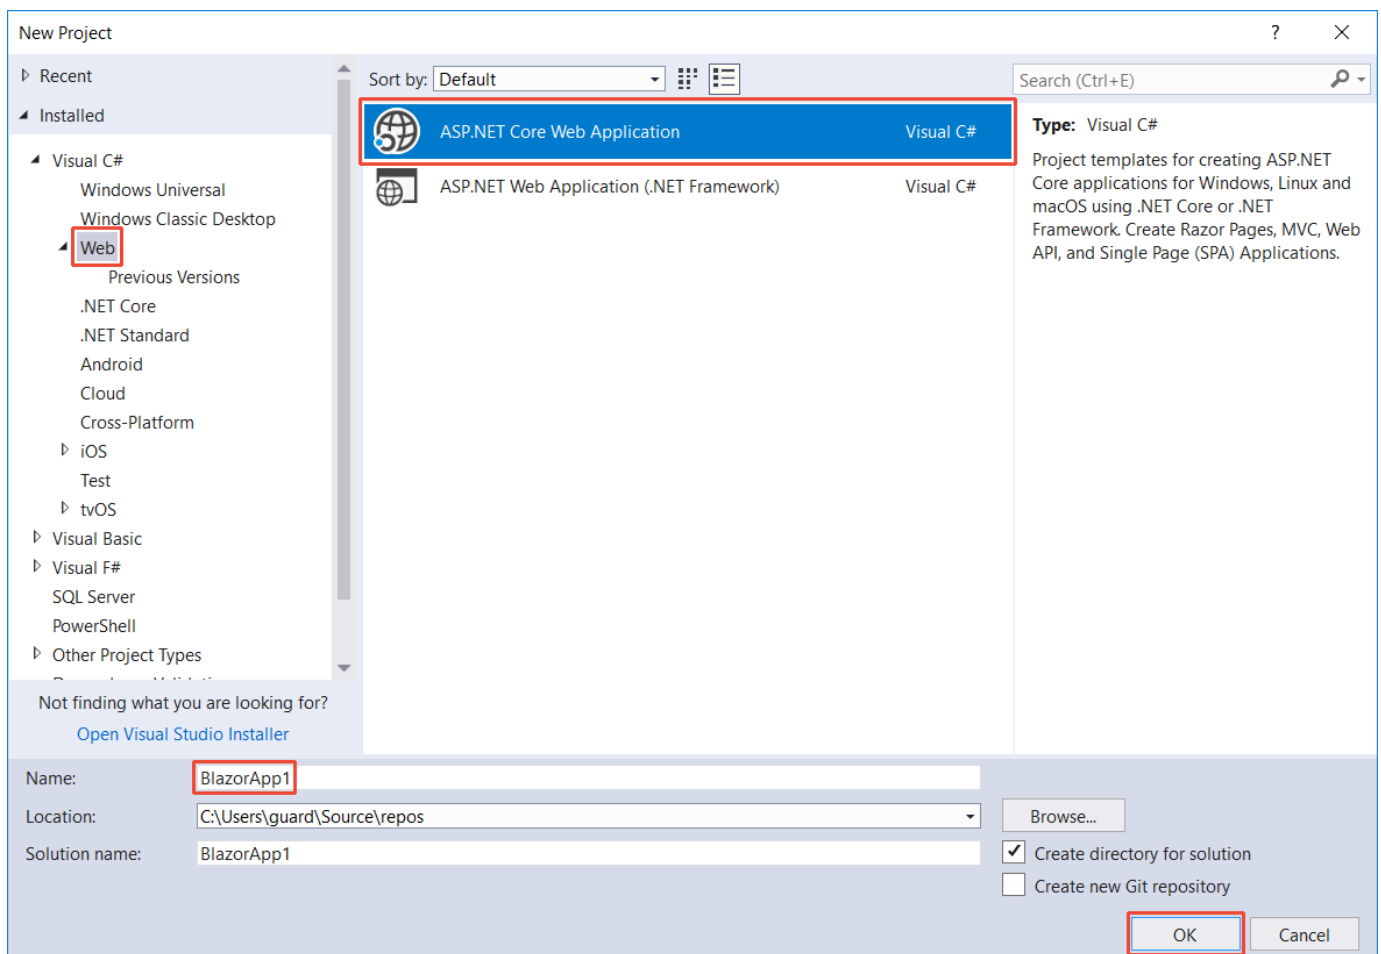 New Project
?
Recent
Installed
Visual C#
Windows Universal
Windows Classic Desktop
Web
Previous Versions
.NET Core
.NET Standard
Android
Cloud
Cross-Platform
iOS
Test
tvOS
Visual Basic
Visual F#
SQL Server
PowerShell
Other Project Types
Not finding what you are looking for?
Open Visual Studio Installer
Sort by: Default
ASP.NET Core Web Application Visual C#
ASP.NET Web Application (.NET Framework) Visual C#
Search (Ctrl+E)
Type: Visual C#
Project templates for creating ASP.NET
Core applications for Windows, Linux and
macOS using .NET Core or .NET
Framework. Create Razor Pages, MVC, Web
API, and Single Page (SPA) Applications.
Name: BlazorApp1
Location: C:\Users\guard\Source\repos
Browse...
Solution name: BlazorApp1
Create directory for solution
Create new Git repository
OK
Cancel